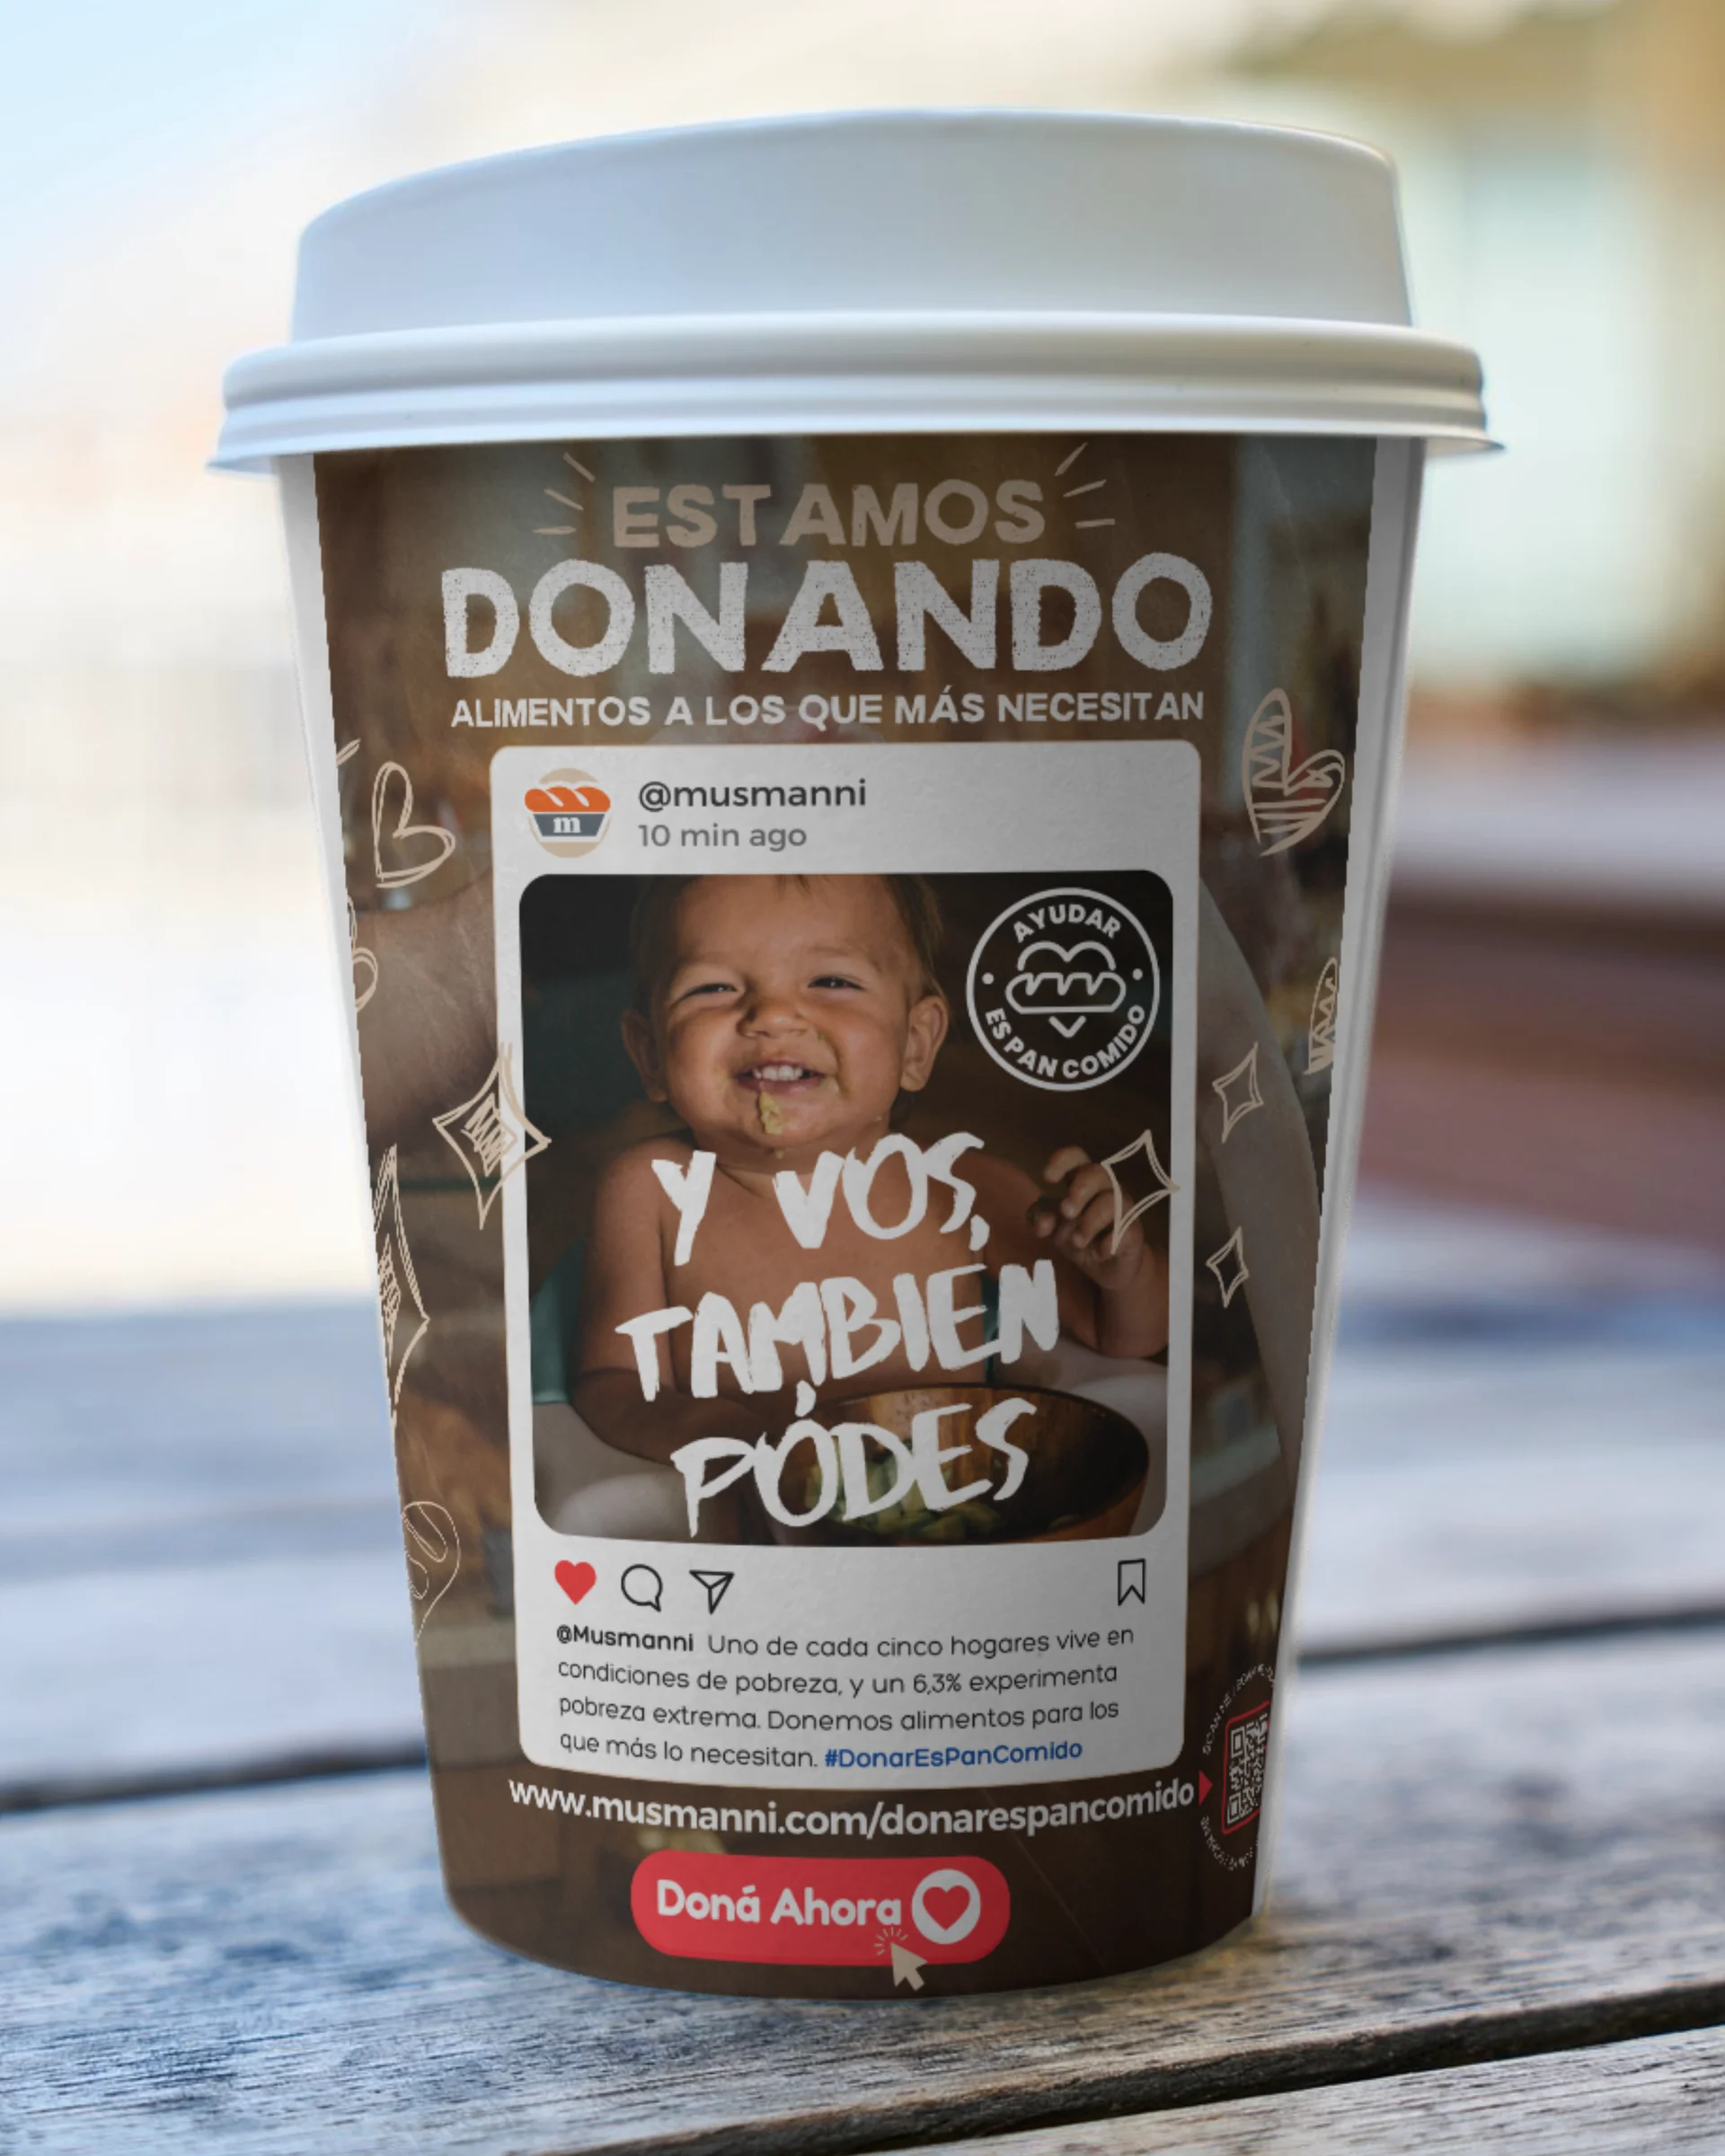 ESTAMOS
DONANDO
ALIMENTOS A LOS QUE MÁS NECESITAN
m
@musmanni
10 min ago
AYUDAR
ES PAN COMIDO
Y VOS,
TAMBIEN
PÓDES
@Musmanni Uno de cada cinco hogares vive en
condiciones de pobreza, y un 6,3% experimenta
pobreza extrema. Donemos alimentos para los
que más lo necesitan. #DonarEsPanComido
www.musmanni.com/donarespancomido
SCAN ME
Doná Ahora